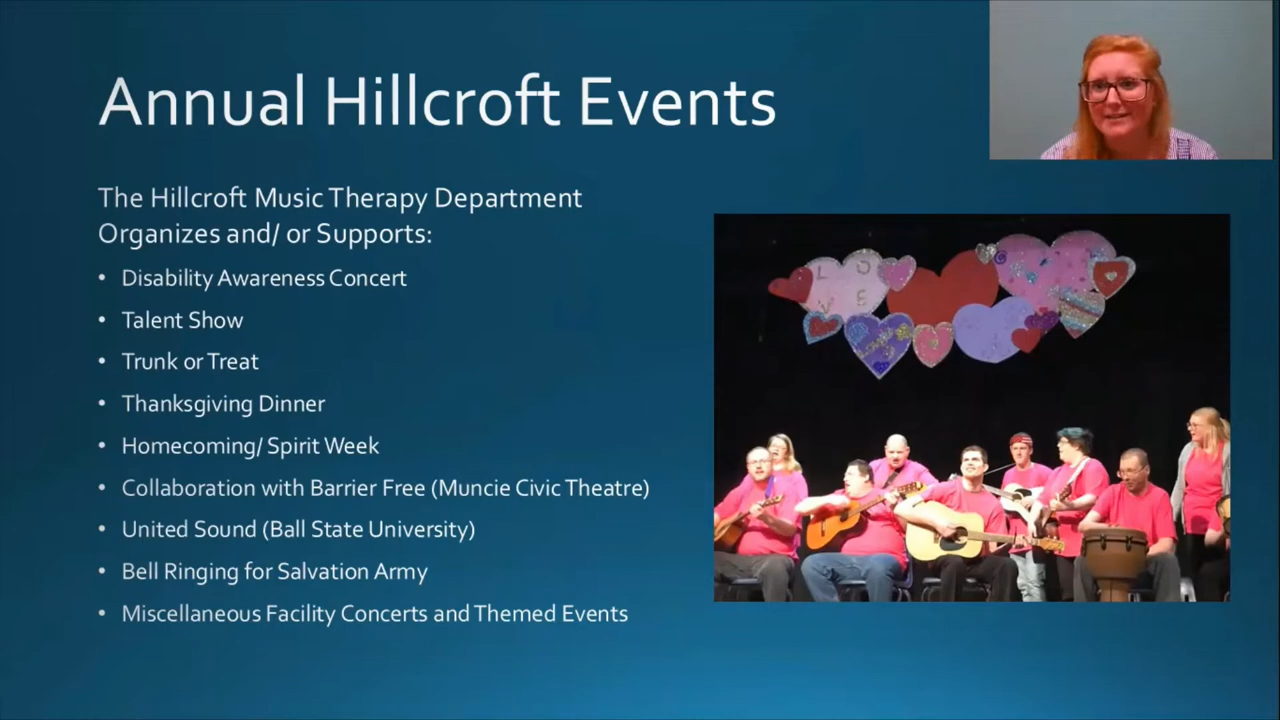 Annual Hillcroft Events
The Hillcroft Music Therapy Department
Organizes and/ or Supports:
• Disability Awareness Concert
• Talent Show
• Trunk or Treat
• Thanksgiving Dinner
• Homecoming/ Spirit Week
• Collaboration with Barrier Free (Muncie Civic Theatre)
• United Sound (Ball State University)
• Bell Ringing for Salvation Army
• Miscellaneous Facility Concerts and Themed Events
L O
V E